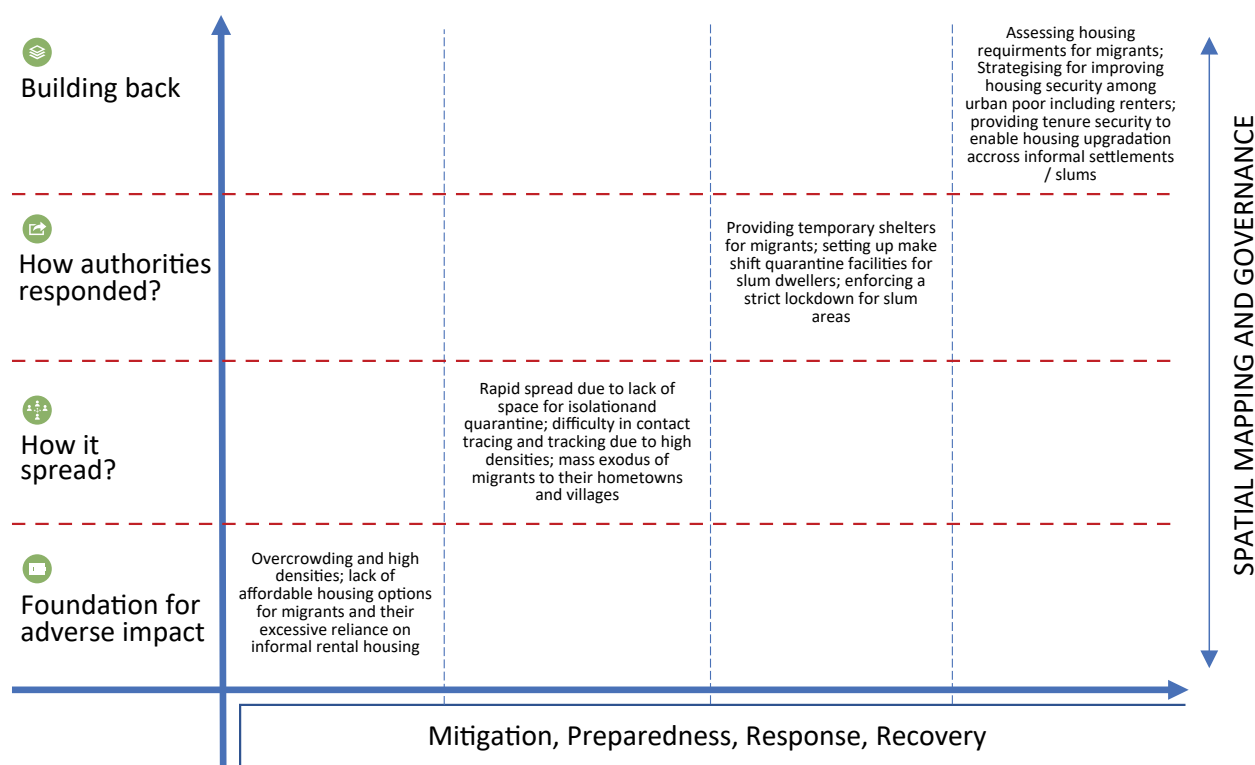 Building back
Assessing housing
requirments for migrants;
Strategising for improving
housing security among
urban poor including renters;
providing tenure security to
enable housing upgradation
accross informal settlements
/ slums
How authorities
responded?
Providing temporary shelters
for migrants; setting up make
shift quarantine facilities for
slum dwellers; enforcing a
strict lockdown for slum
areas
How it
spread?
Rapid spread due to lack of
space for isolationand
quarantine; difficulty in contact
tracing and tracking due to high
densities; mass exodus of
migrants to their hometowns
and villages
Foundation for
adverse impact
Overcrowding and high
densities; lack of
affordable housing options
for migrants and their
excessive reliance on
informal rental housing
Mitigation, Preparedness, Response, Recovery
SPATIAL MAPPING AND GOVERNANCE